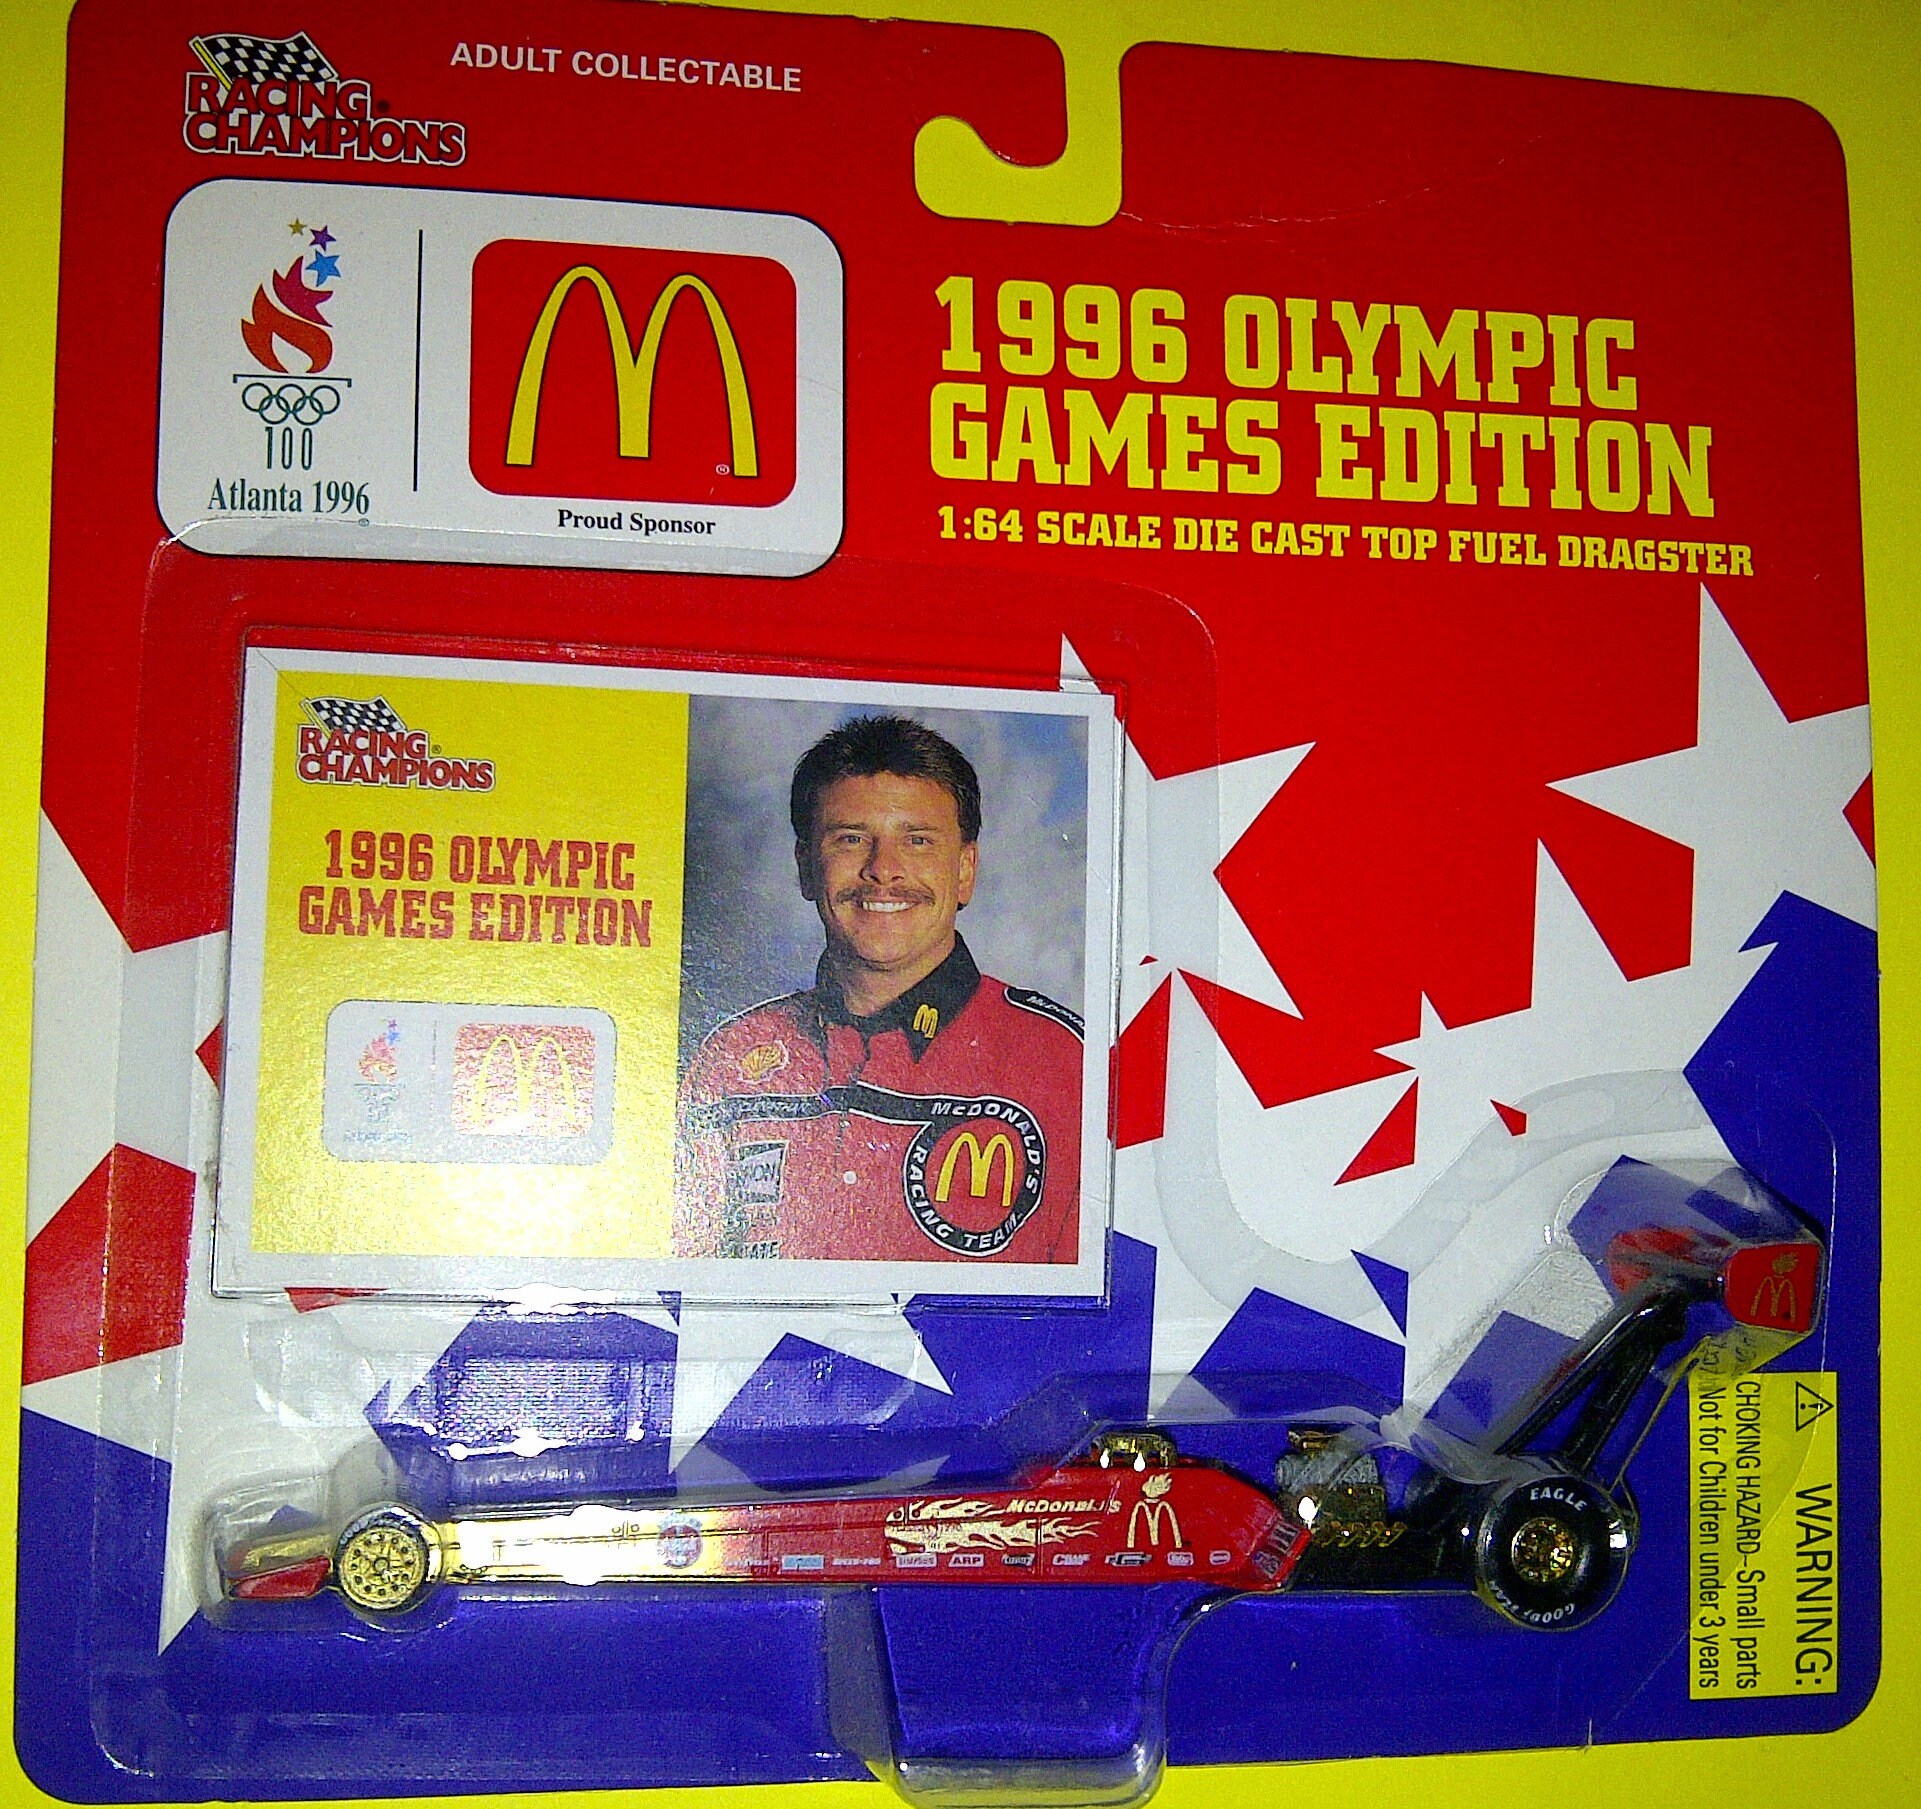 RACING®
CHAMPIONS
ADULT COLLECTABLE
100
Atlanta 1996
®
Proud Sponsor
1996 OLYMPIC
GAMES EDITION
1:64 SCALE DIE CAST TOP FUEL DRAGSTER
RACING®
CHAMPIONS
1996 OLYMPIC
GAMES EDITION
McDONALD'S
RACING TEAM
McDonald's
ARP
EAGLE
GOODYEAR
WARNING:
CHOKING HAZARD-Small parts
Not for Children under 3 years